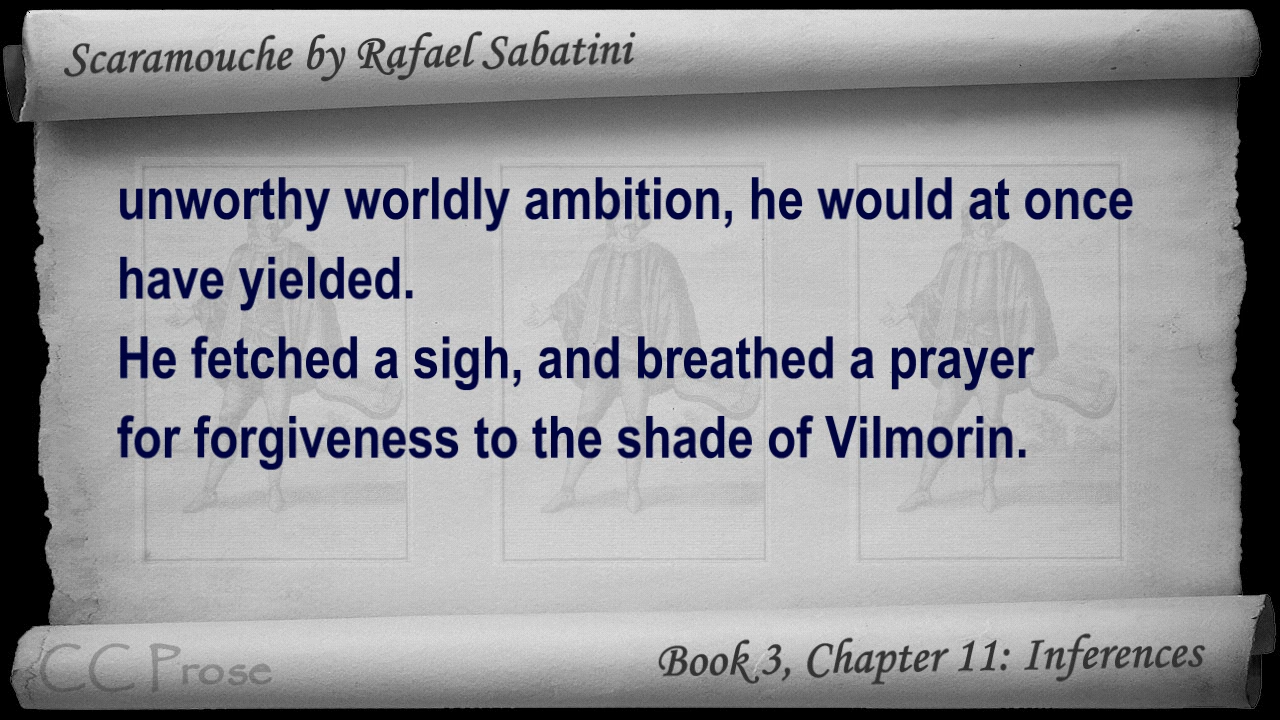 Scaramouche by Rafael Sabatini
unworthy worldly ambition, he would at once
have yielded.
He fetched a sigh, and breathed a prayer
for forgiveness to the shade of Vilmorin.
CC Prose
Book 3, Chapter 11: Inferences